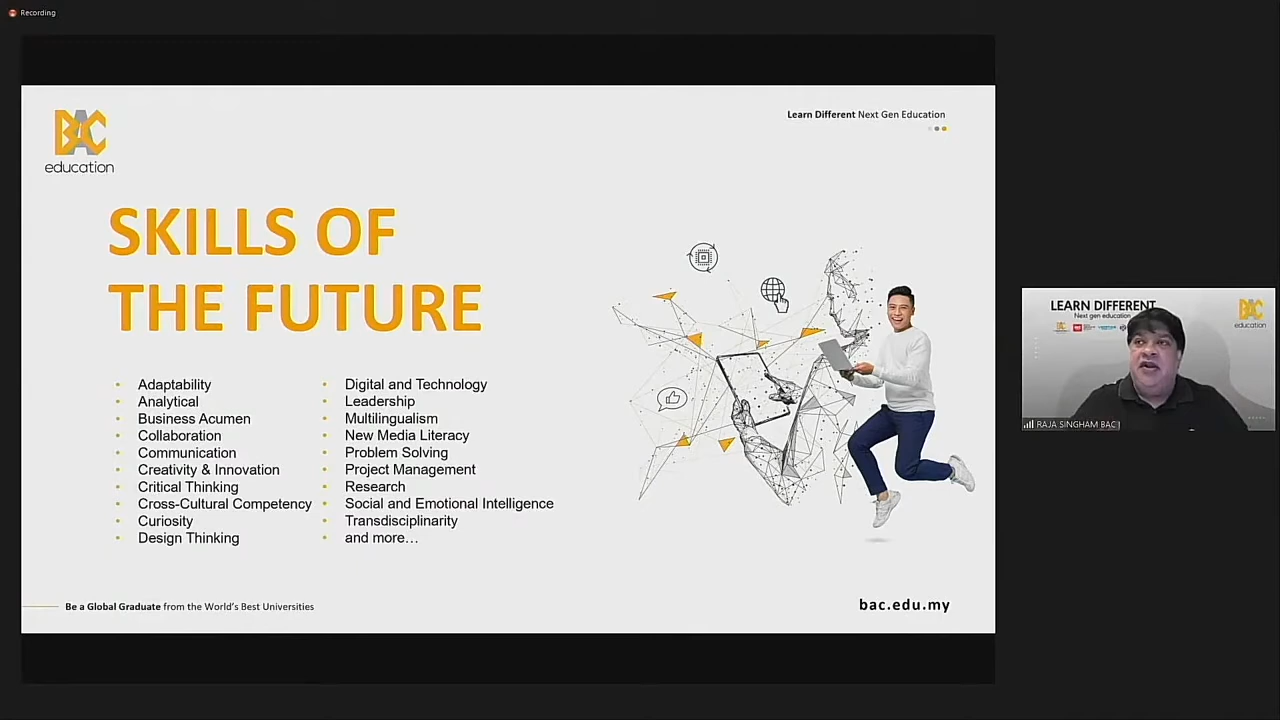 Recording
BAC
education
Learn Different Next Gen Education
SKILLS OF
THE FUTURE
• Adaptability
• Analytical
• Business Acumen
• Collaboration
• Communication
• Creativity & Innovation
• Critical Thinking
• Cross-Cultural Competency
• Curiosity
• Design Thinking
• Digital and Technology
• Leadership
• Multilingualism
• New Media Literacy
• Problem Solving
• Project Management
• Research
• Social and Emotional Intelligence
• Transdisciplinarity
• and more…
Be a Global Graduate from the World's Best Universities
bac.edu.my
LEARN DIFFERENT
Next gen education
BAC
education
RAJA SINGHAM BAC |